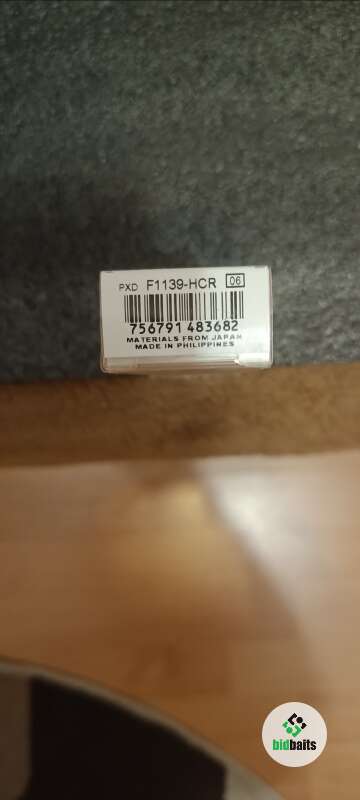 PXD F1139-HCR 06
756791 483682
MATERIALS FROM JAPAN
MADE IN PHILIPPINES
bidbaits